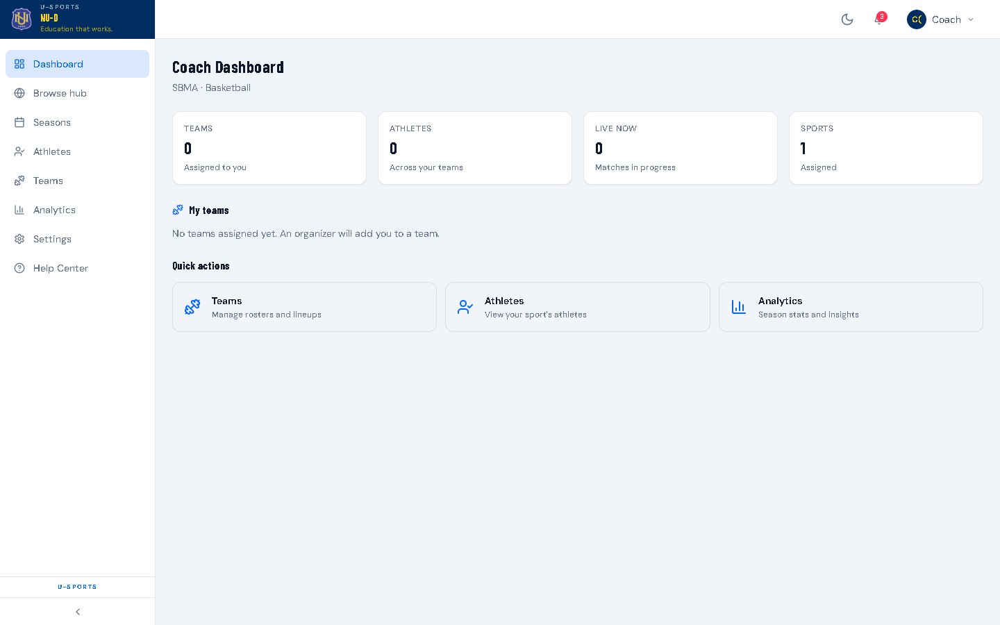 U-SPORTS
NU-D
Education that works.
3
C(
Coach
Dashboard
Browse hub
Seasons
Athletes
Teams
Analytics
Settings
Help Center
U-SPORTS
Coach Dashboard
SBMA · Basketball
TEAMS
0
Assigned to you
ATHLETES
0
Across your teams
LIVE NOW
0
Matches in progress
SPORTS
1
Assigned
My teams
No teams assigned yet. An organizer will add you to a team.
Quick actions
Teams
Manage rosters and lineups
Athletes
View your sport's athletes
Analytics
Season stats and insights